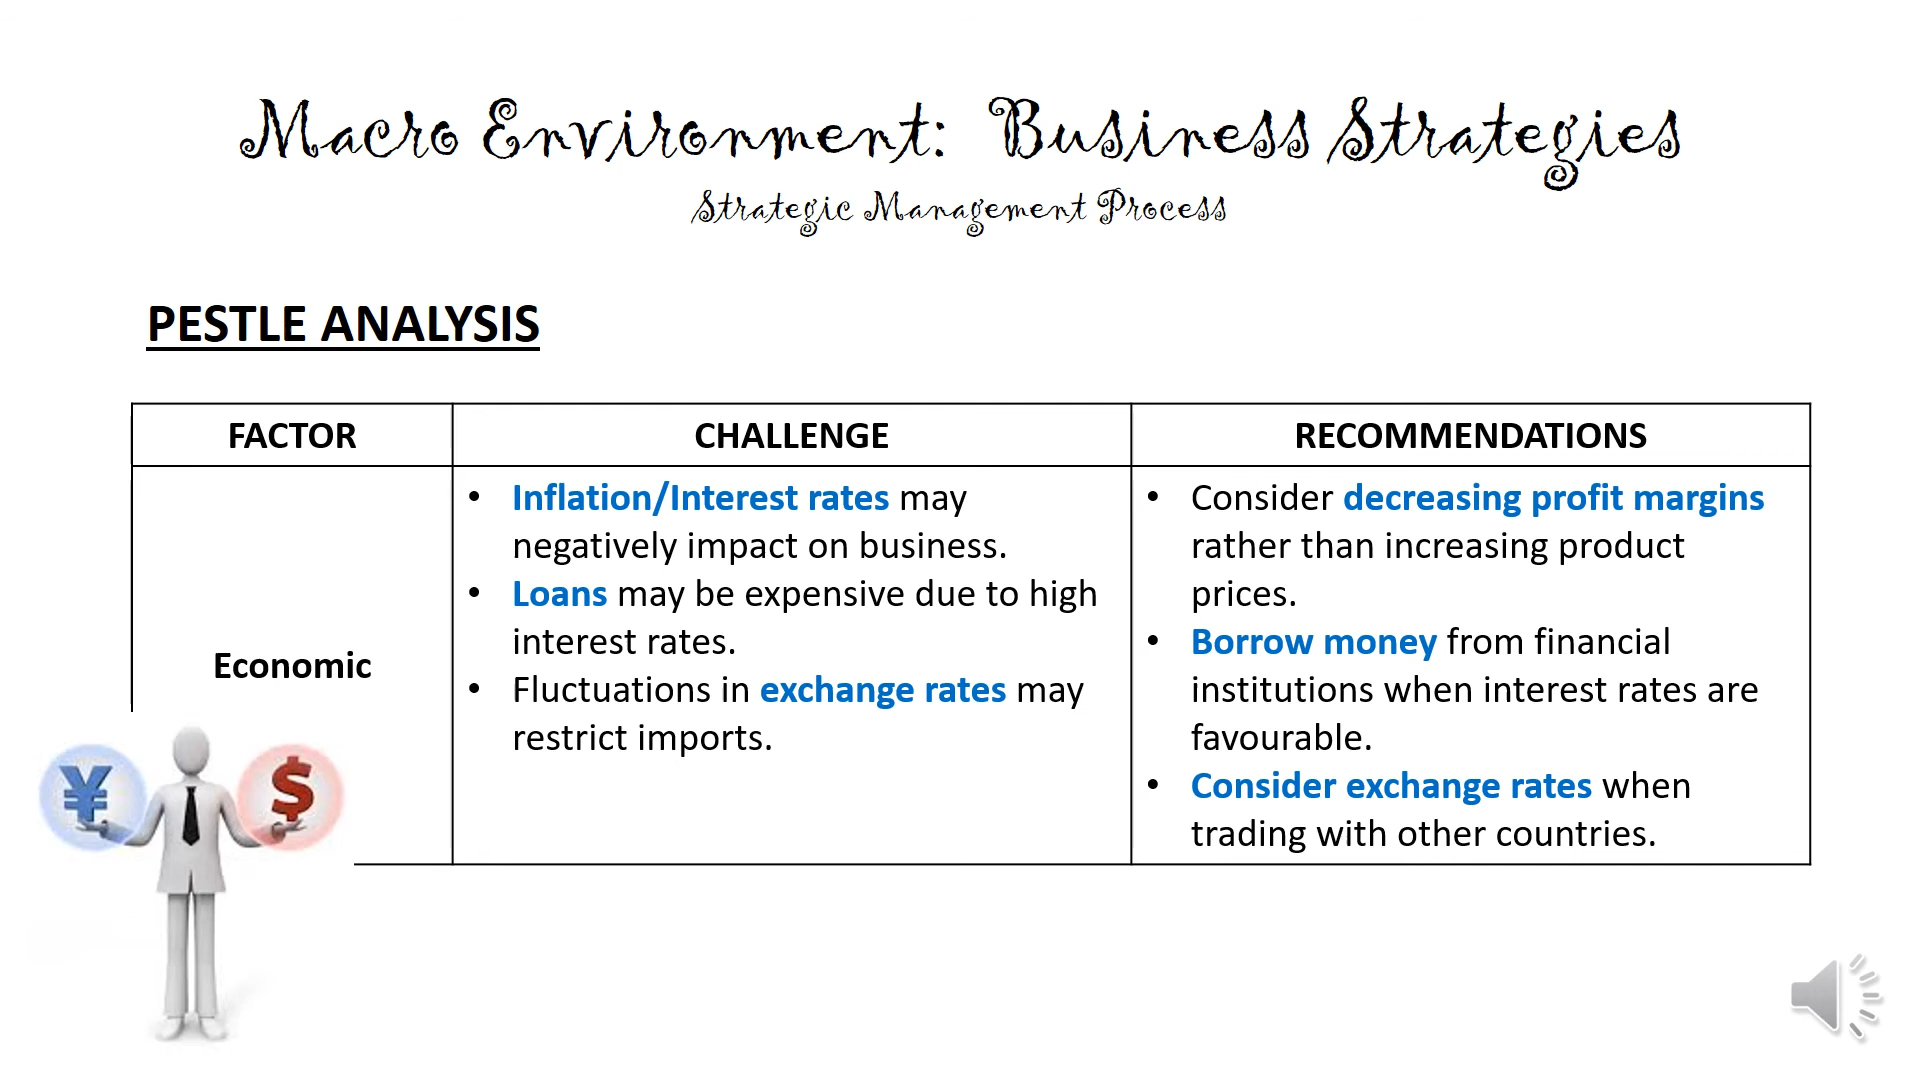 Macro Environment: Business Strategies
Strategic Management Process
PESTLE ANALYSIS
FACTOR
CHALLENGE
RECOMMENDATIONS
Economic
• Inflation/Interest rates may
negatively impact on business.
• Loans may be expensive due to high
interest rates.
• Fluctuations in exchange rates may
restrict imports.
• Consider decreasing profit margins
rather than increasing product
prices.
• Borrow money from financial
institutions when interest rates are
favourable.
• Consider exchange rates when
trading with other countries.
¥
$